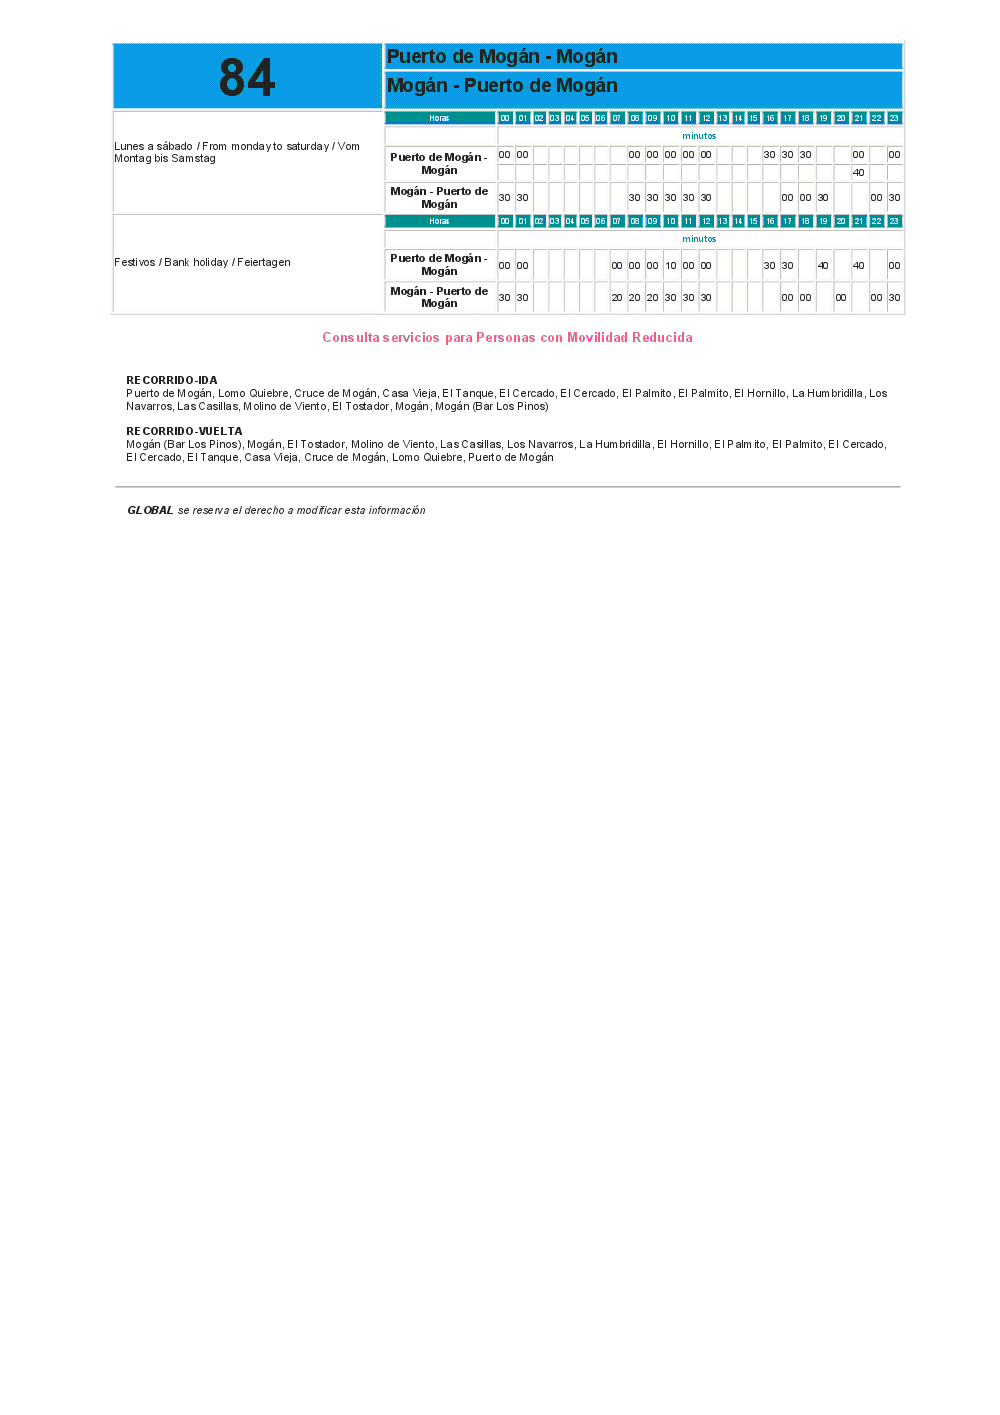 84
Puerto de Mogán - Mogán
Mogán - Puerto de Mogán
Lunes a sábado / From monday to saturday / Vom
Montag bis Samstag
Horas 00 01 02 03 04 05 06 07 08 09 10 11 12 13 14 15 16 17 18 19 20 21 22 23
minutos
Puerto de Mogán -
Mogán
00 00 00 00 00 00 00 30 30 30 00 00
40
Mogán - Puerto de
Mogán
30 30 30 30 30 30 30 00 00 30 00 30
Festivos / Bank holiday / Feiertagen
Horas 00 01 02 03 04 05 06 07 08 09 10 11 12 13 14 15 16 17 18 19 20 21 22 23
minutos
Puerto de Mogán -
Mogán
00 00 00 00 00 10 00 00 30 30 40 40 00
Mogán - Puerto de
Mogán
30 30 20 20 20 30 30 30 00 00 00 00 30
Consulta servicios para Personas con Movilidad Reducida
RECORRIDO-IDA
Puerto de Mogán, Lomo Quiebre, Cruce de Mogán, Casa Vieja, El Tanque, El Cercado, El Cercado, El Palmito, El Palmito, El Hornillo, La Humbridilla, Los
Navarros, Las Casillas, Molino de Viento, El Tostador, Mogán, Mogán (Bar Los Pinos)
RECORRIDO-VUELTA
Mogán (Bar Los Pinos), Mogán, El Tostador, Molino de Viento, Las Casillas, Los Navarros, La Humbridilla, El Hornillo, El Palmito, El Palmito, El Cercado,
El Cercado, El Tanque, Casa Vieja, Cruce de Mogán, Lomo Quiebre, Puerto de Mogán
GLOBAL se reserva el derecho a modificar esta información